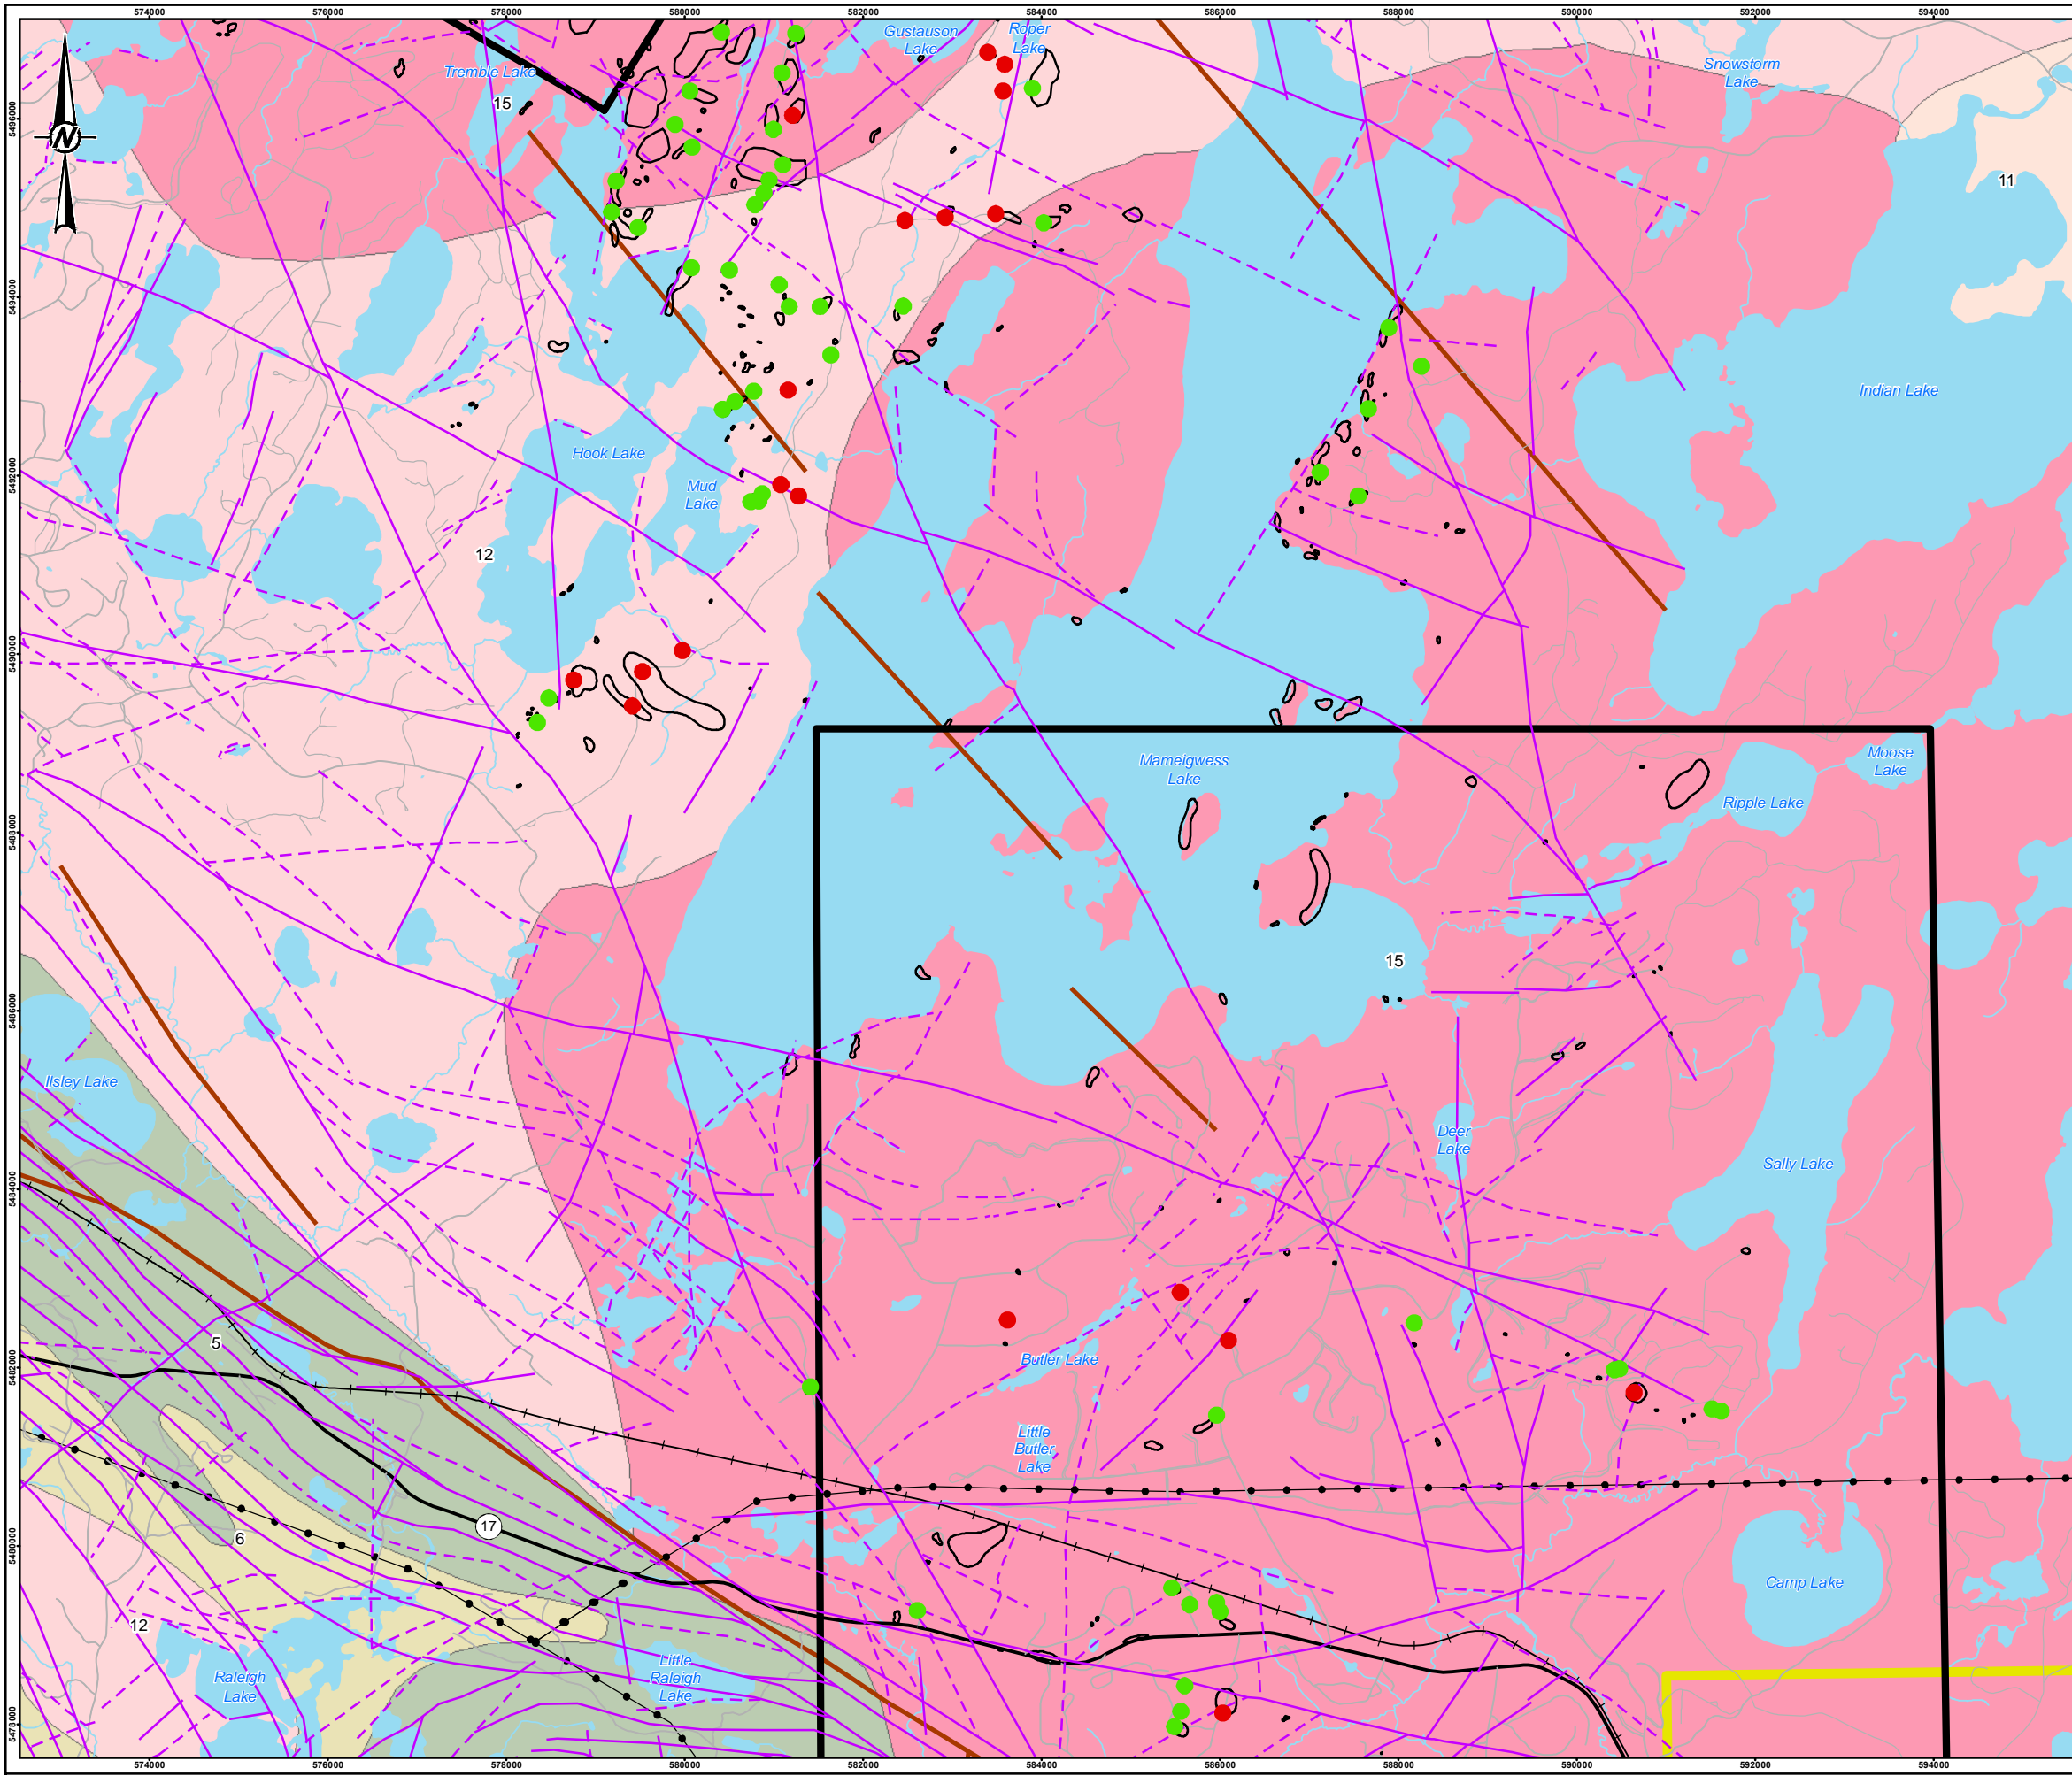 574000 576000 578000 580000 582000 584000 586000 588000 590000 592000 594000
Gustauson
Lake
Roper
Lake
Tremble Lake
Snowstorm
Lake
15
5496000
N
11
5494000
Indian Lake
Hook Lake
Mud
Lake
5492000
12
5490000
Mameigwess
Lake
Moose
Lake
Ripple Lake
5488000
15
5486000
Ilsley Lake
Deer
Lake
Sally Lake
5484000
5
5482000
Butler Lake
Little
Butler
Lake
17
6
5480000
Camp Lake
12
Raleigh
Lake
Little
Raleigh
Lake
5478000
574000 576000 578000 580000 582000 584000 586000 588000 590000 592000 594000